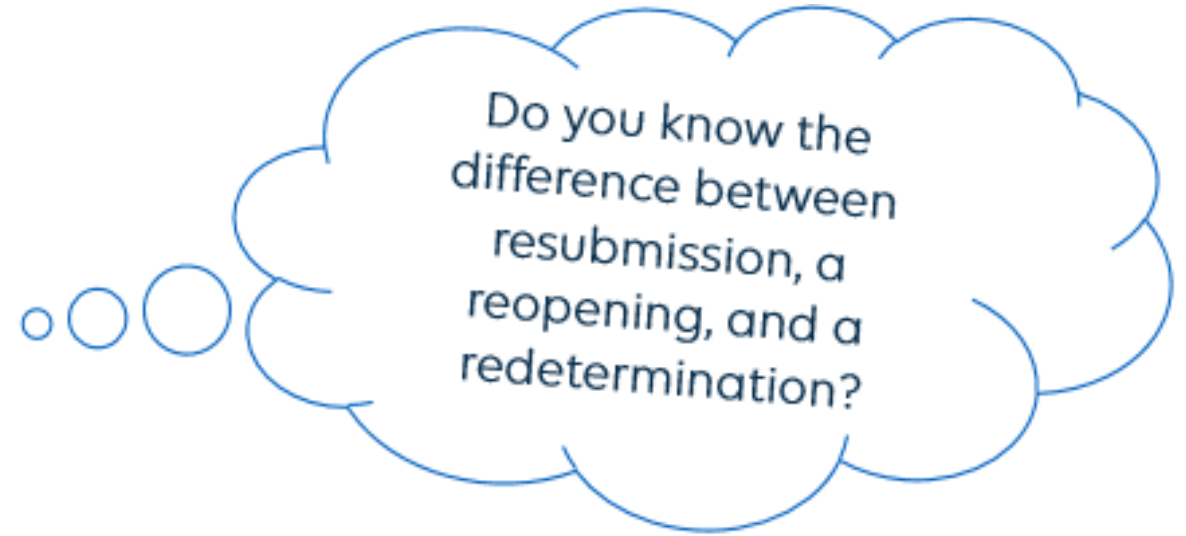 Do you know the
difference between
resubmission, a
reopening, and a
redetermination?